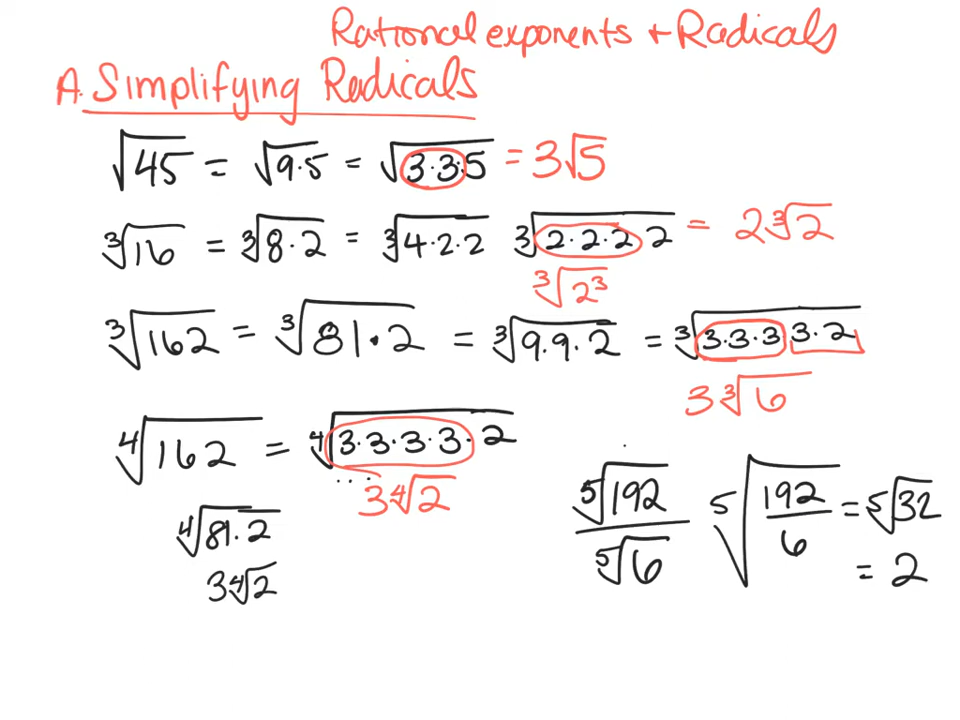 Rational exponents + Radicals
A. Simplifying Radicals
√45 = √9·5 = √3·3·5 = 3√5
∛16 = ∛8·2 = ∛4·2·2 ∛2·2·2 2 = 2∛2
∛2³
∛162 = ∛81·2 = ∛9·9·2 = ∛3·3·3 3·2
3∛6
∜162 = ∜3·3·3·3·2
3∜2
∜81·2
3∜2
⁵√192 / ⁵√6 ⁵√192/6 = ⁵√32
= 2